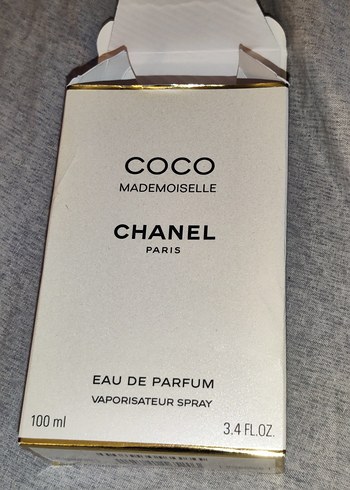 COCO
MADEMOISELLE
CHANEL
PARIS
EAU DE PARFUM
VAPORISATEUR SPRAY
100 ml
3.4 FL.OZ.